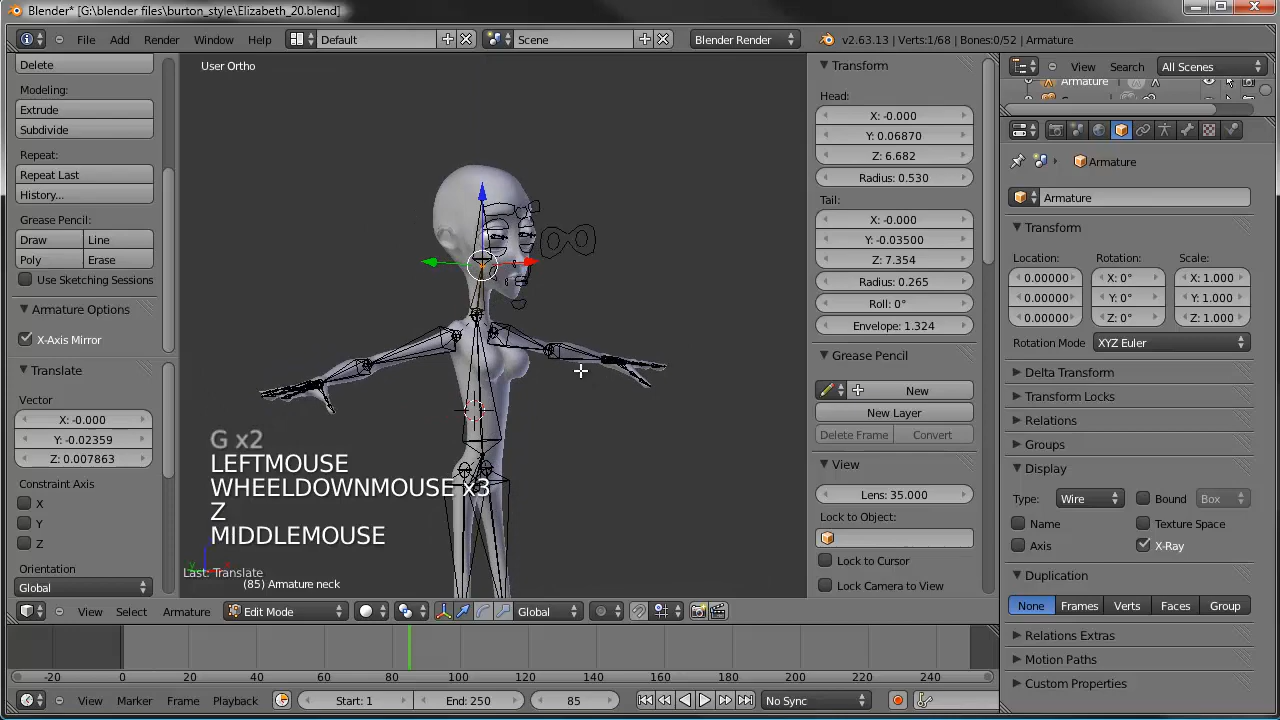 Blender* [G:\blender files\burton_style\Elizabeth_20.blend]
File Add Render Window Help Default Scene Blender Render v2.63.13 | Verts:1/68 | Bones:0/52 | Armature
View Search All Scenes
Armature
Delete
Modeling:
Extrude
Subdivide
Repeat:
Repeat Last
History...
Grease Pencil:
Draw Line
Poly Erase
Use Sketching Sessions
Armature Options
X-Axis Mirror
Translate
Vector
X: -0.000
Y: -0.02359
Z: 0.007863
Constraint Axis
X
Y
Z
Orientation
Global
User Ortho
G x2
LEFTMOUSE
WHEELDOWNMOUSE x3
Z
MIDDLEMOUSE
Last: Translate
(85) Armature neck
Transform
Head:
X: -0.000
Y: 0.06870
Z: 6.682
Radius: 0.530
Tail:
X: -0.000
Y: -0.03500
Z: 7.354
Radius: 0.265
Roll: 0°
Envelope: 1.324
Grease Pencil
New
New Layer
Delete Frame Convert
View
Lens: 35.000
Lock to Object:
Lock to Cursor
Lock Camera to View
Armature
Armature
Transform
Location: Rotation: Scale:
0.00000 X: 0° X: 1.000
0.00000 Y: 0° Y: 1.000
0.00000 Z: 0° Z: 1.000
Rotation Mode XYZ Euler
Delta Transform
Transform Locks
Relations
Groups
Display
Type: Wire Bound Box
Name Texture Space
Axis X-Ray
Duplication
None Frames Verts Faces Group
Relations Extras
Motion Paths
Custom Properties
View Select Armature Edit Mode Global
-20 0 20 40 60 80 100 120 140 160 180 200 220 240
View Marker Frame Playback Start: 1 End: 250 85 No Sync